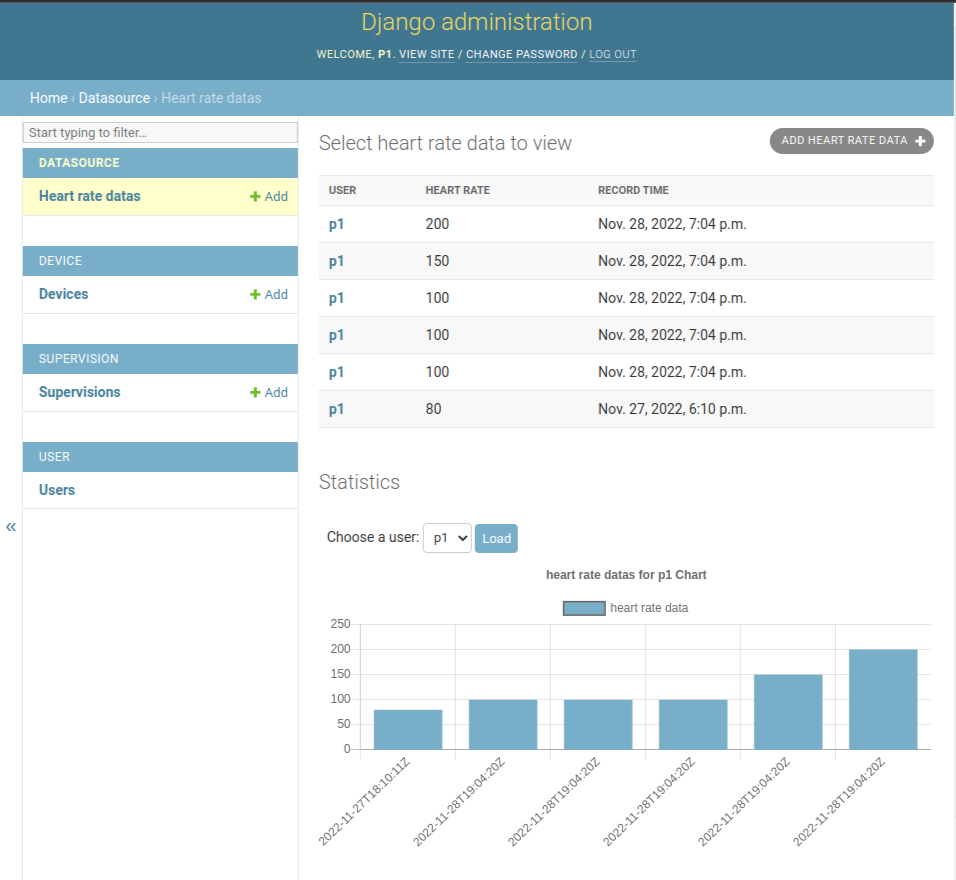 Django administration
WELCOME, P1. VIEW SITE / CHANGE PASSWORD / LOG OUT
Home › Datasource › Heart rate datas
Start typing to filter...
DATASOURCE
Heart rate datas + Add
DEVICE
Devices + Add
SUPERVISION
Supervisions + Add
USER
Users
«
Select heart rate data to view
ADD HEART RATE DATA +
USER HEART RATE RECORD TIME
p1 200 Nov. 28, 2022, 7:04 p.m.
p1 150 Nov. 28, 2022, 7:04 p.m.
p1 100 Nov. 28, 2022, 7:04 p.m.
p1 100 Nov. 28, 2022, 7:04 p.m.
p1 100 Nov. 28, 2022, 7:04 p.m.
p1 80 Nov. 27, 2022, 6:10 p.m.
Statistics
Choose a user: p1 Load
heart rate datas for p1 Chart
heart rate data
250
200
150
100
50
0
2022-11-27T18:10:11Z
2022-11-28T19:04:20Z
2022-11-28T19:04:20Z
2022-11-28T19:04:20Z
2022-11-28T19:04:20Z
2022-11-28T19:04:20Z